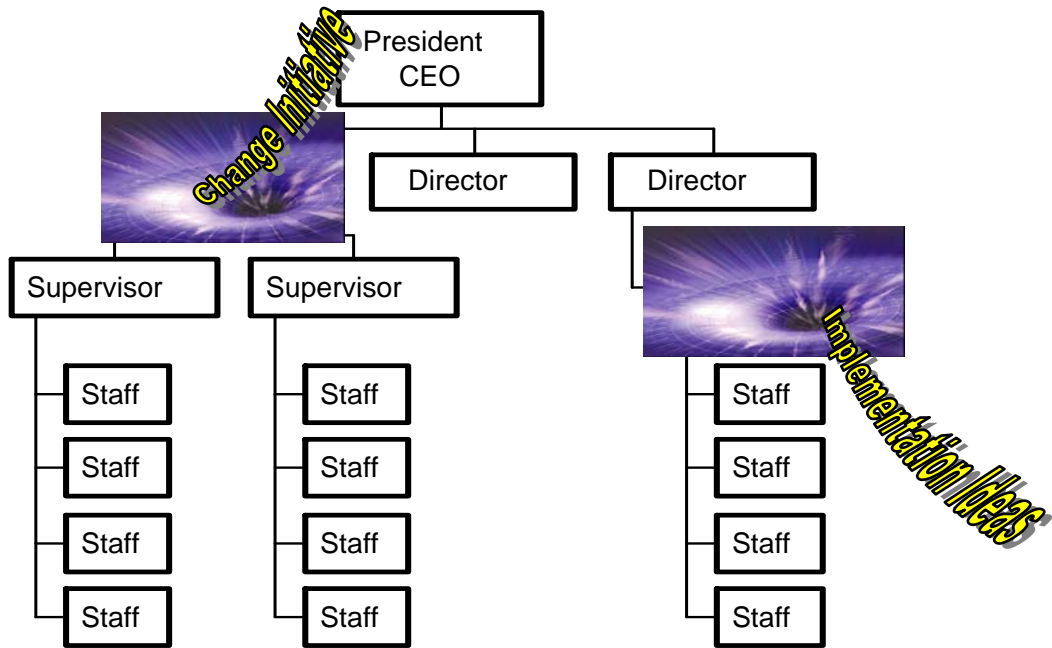 President
CEO
Change Initiative
Director
Director
Supervisor
Supervisor
Implementation Ideas
Staff
Staff
Staff
Staff
Staff
Staff
Staff
Staff
Staff
Staff
Staff
Staff